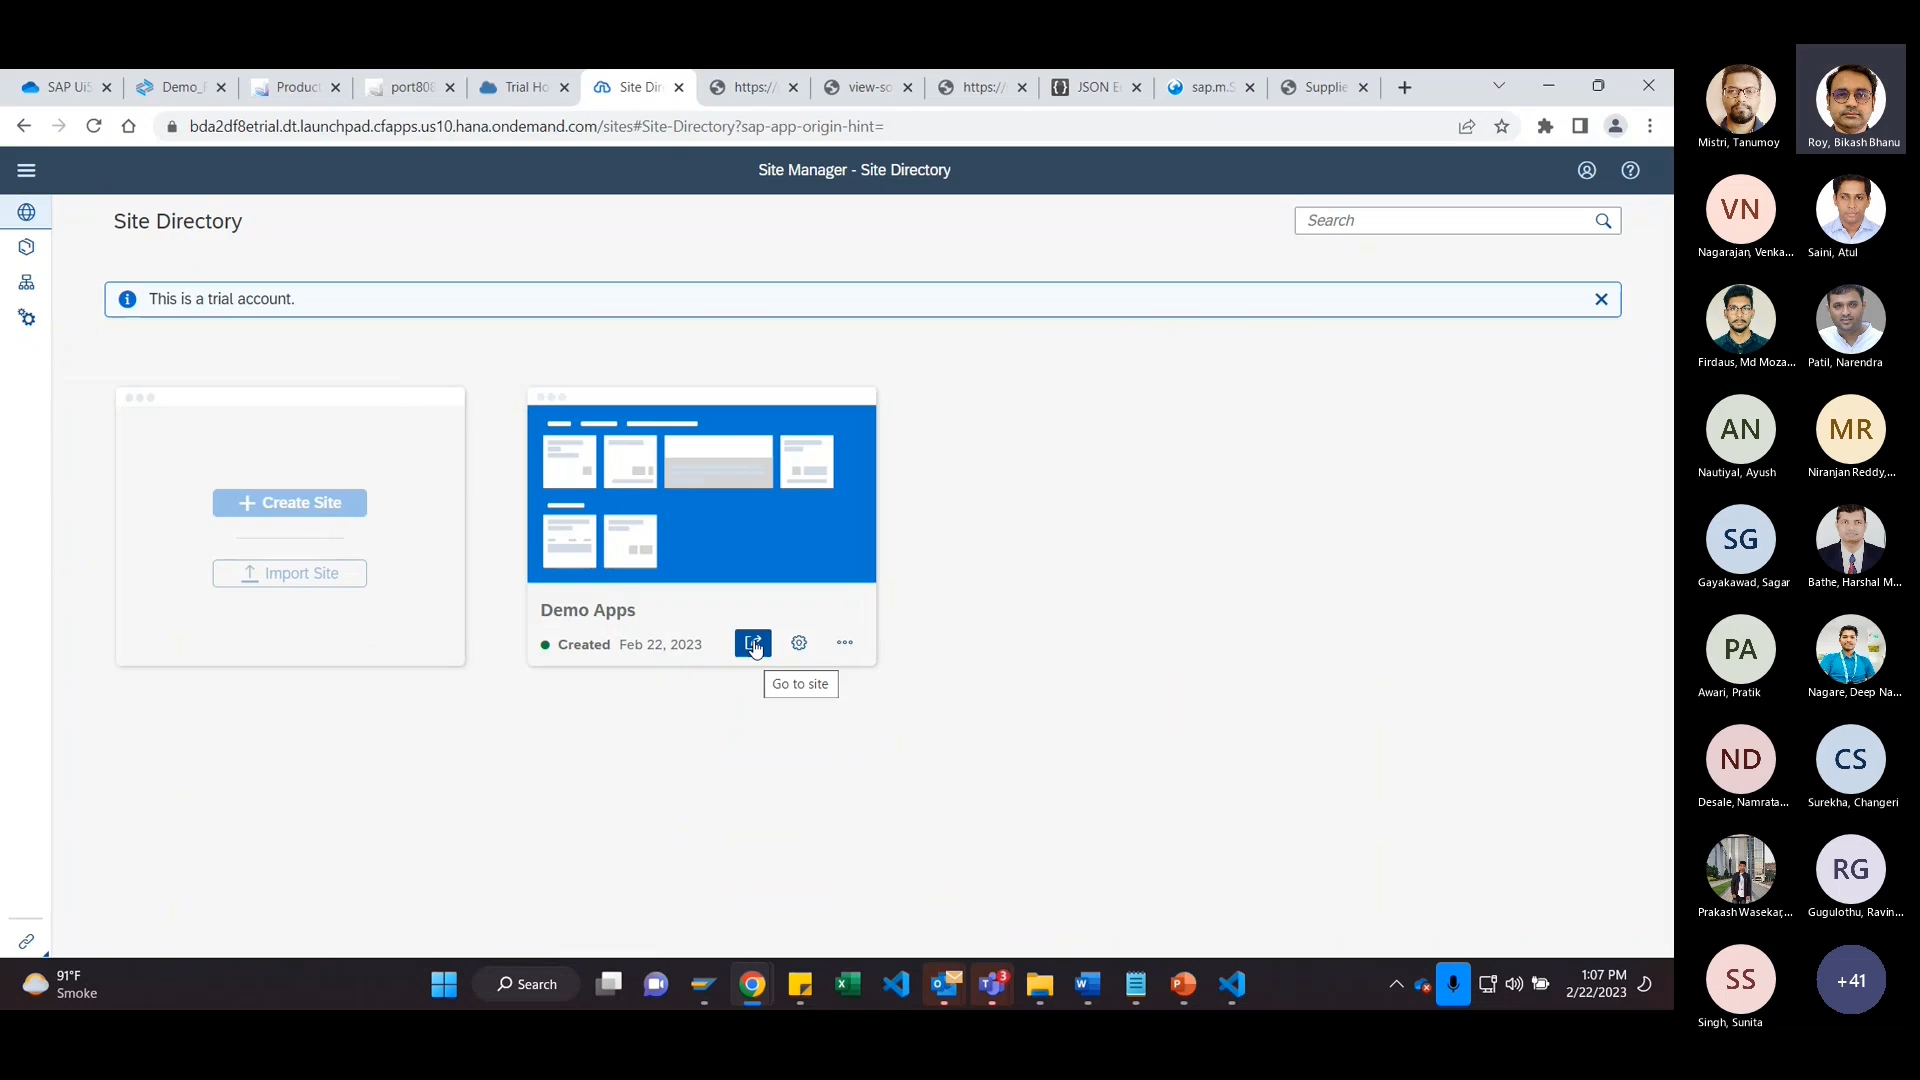 SAP Ui5
Demo_F
Product
port808
Trial Ho
Site Dir
https://
view-so
https://
JSON E
sap.m.S
Supplie
bda2df8etrial.dt.launchpad.cfapps.us10.hana.ondemand.com/sites#Site-Directory?sap-app-origin-hint=
Site Manager - Site Directory
Site Directory
Search
This is a trial account.
+ Create Site
Import Site
Demo Apps
Created Feb 22, 2023
Go to site
91°F
Smoke
Search
3
1:07 PM
2/22/2023
Mistri, Tanumoy
Roy, Bikash Bhanu
VN
Nagarajan, Venka...
Saini, Atul
Firdaus, Md Moza...
Patil, Narendra
AN
Nautiyal, Ayush
MR
Niranjan Reddy,...
SG
Gayakawad, Sagar
Bathe, Harshal M...
PA
Awari, Pratik
Nagare, Deep Na...
ND
Desale, Namrata...
CS
Surekha, Changeri
Prakash Wasekar,...
RG
Gugulothu, Ravin...
SS
Singh, Sunita
+41